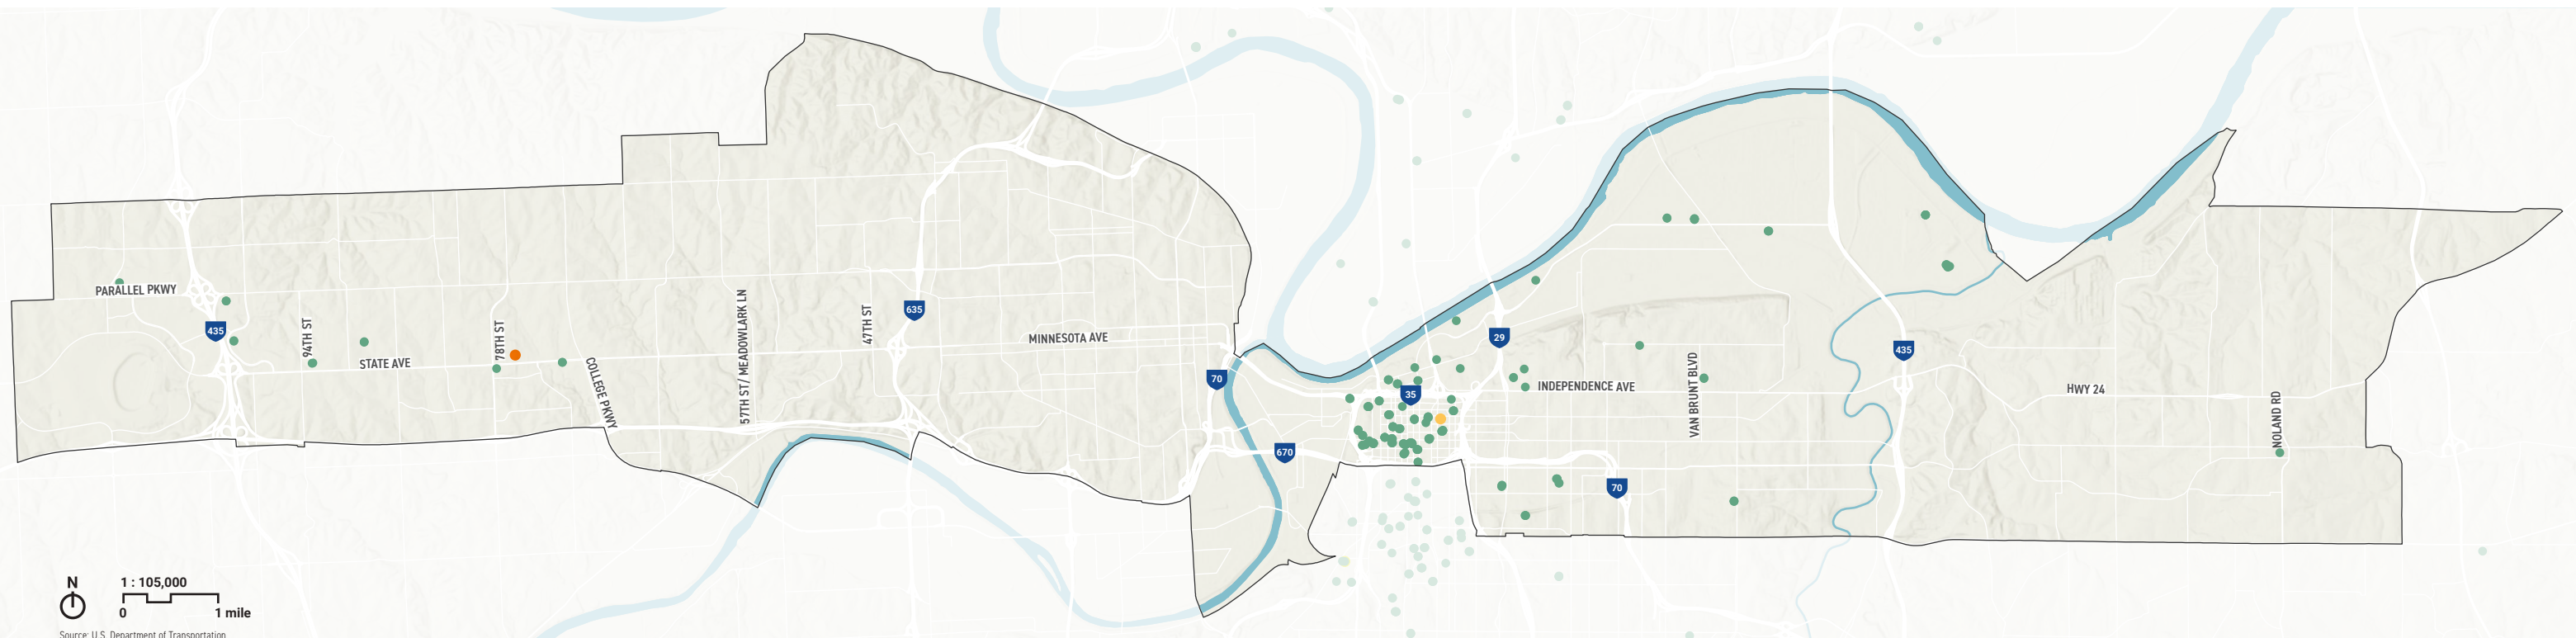 PARALLEL PKWY
435
94TH ST
STATE AVE
78TH ST
COLLEGE PKWY
57TH ST/ MEADOWLARK LN
47TH ST
635
MINNESOTA AVE
70
670
35
29
INDEPENDENCE AVE
70
VAN BRUNT BLVD
435
HWY 24
NOLAND RD
N
1 : 105,000
0
1 mile
Source: U.S. Department of Transportation